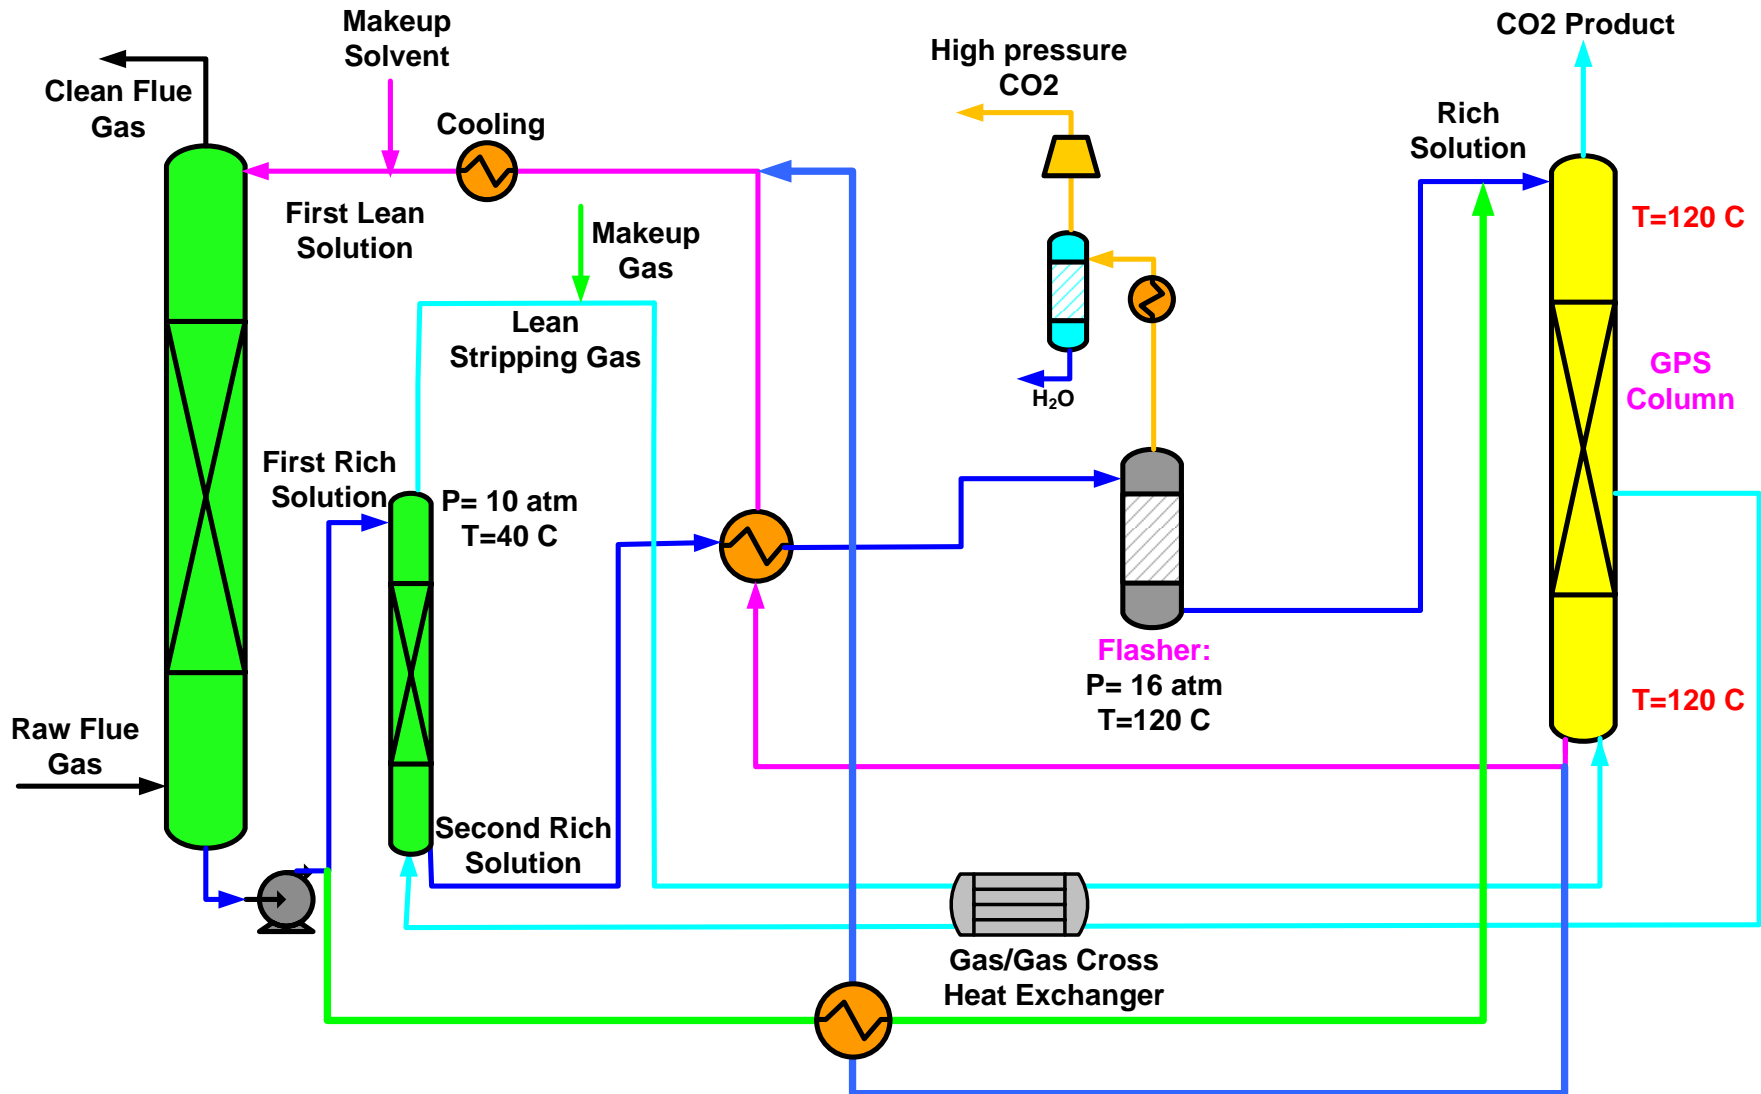 Makeup
Solvent
CO2 Product
High pressure
CO2
Clean Flue
Gas
Cooling
Rich
Solution
First Lean
Solution
Makeup
Gas
T=120 C
Lean
Stripping Gas
GPS
Column
H₂O
First Rich
Solution
P= 10 atm
T=40 C
Flasher:
P= 16 atm
T=120 C
T=120 C
Raw Flue
Gas
Second Rich
Solution
Gas/Gas Cross
Heat Exchanger